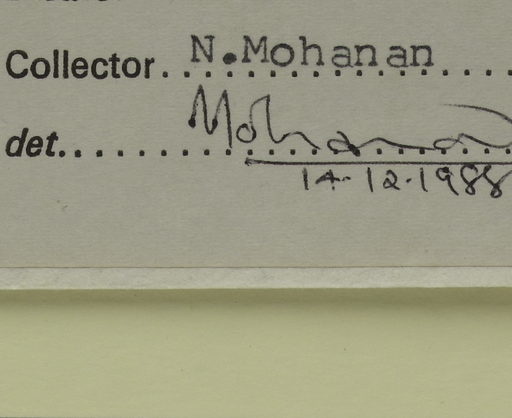 Collector. N.Mohanan
det. Mohanan
14-12-1988